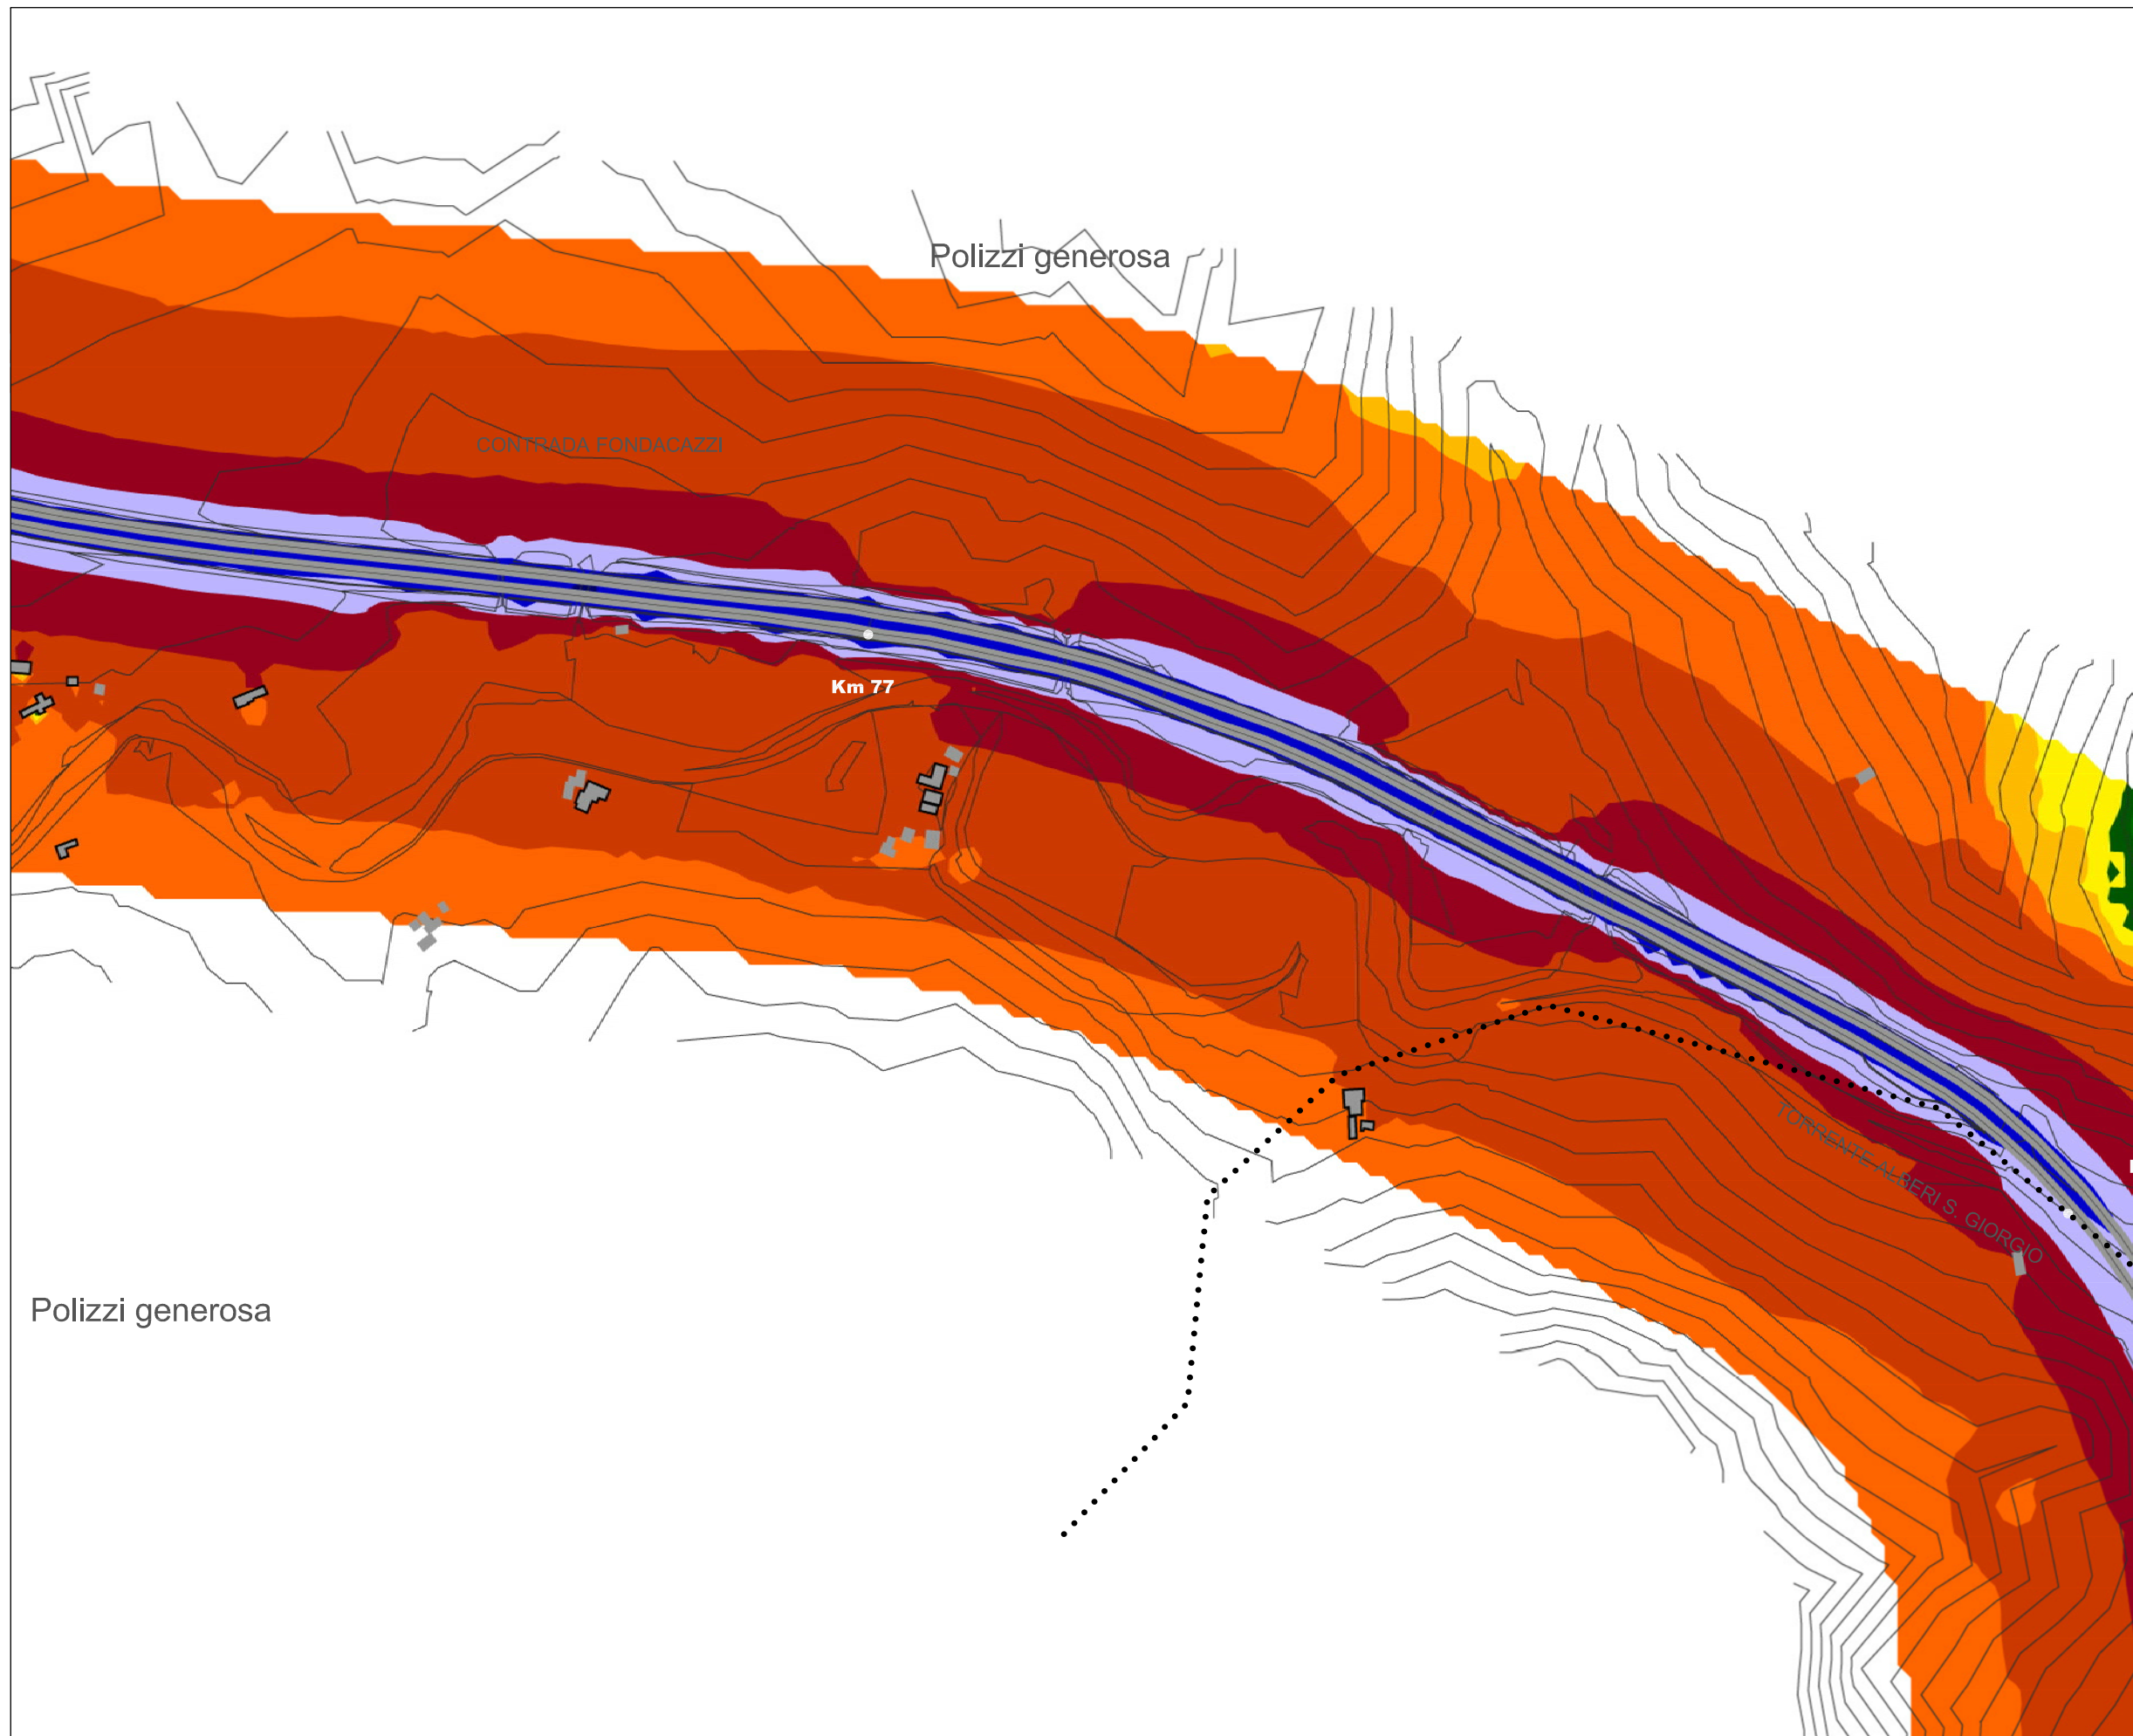 Polizzi generosa
CONTRADA FONDACAZZI
Km 77
TORRENTE ALBERI S. GIORGIO
Polizzi generosa